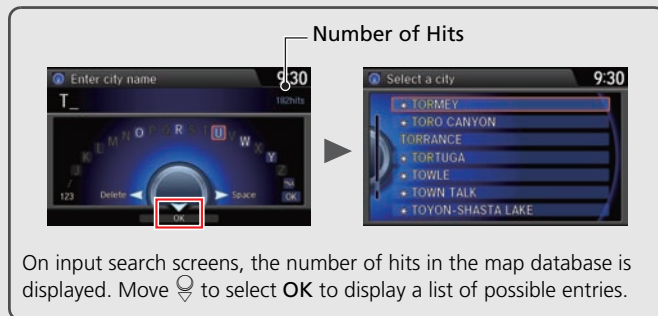 Number of Hits
Enter city name
9:30
T_
182hits
J K L M N O P Q R S T U V W X Y Z
123
Delete
Space
OK
OK
Select a city
9:30
TORMEY
TORO CANYON
TORRANCE
TORTUGA
TOWLE
TOWN TALK
TOYON-SHASTA LAKE
On input search screens, the number of hits in the map database is
displayed. Move to select OK to display a list of possible entries.